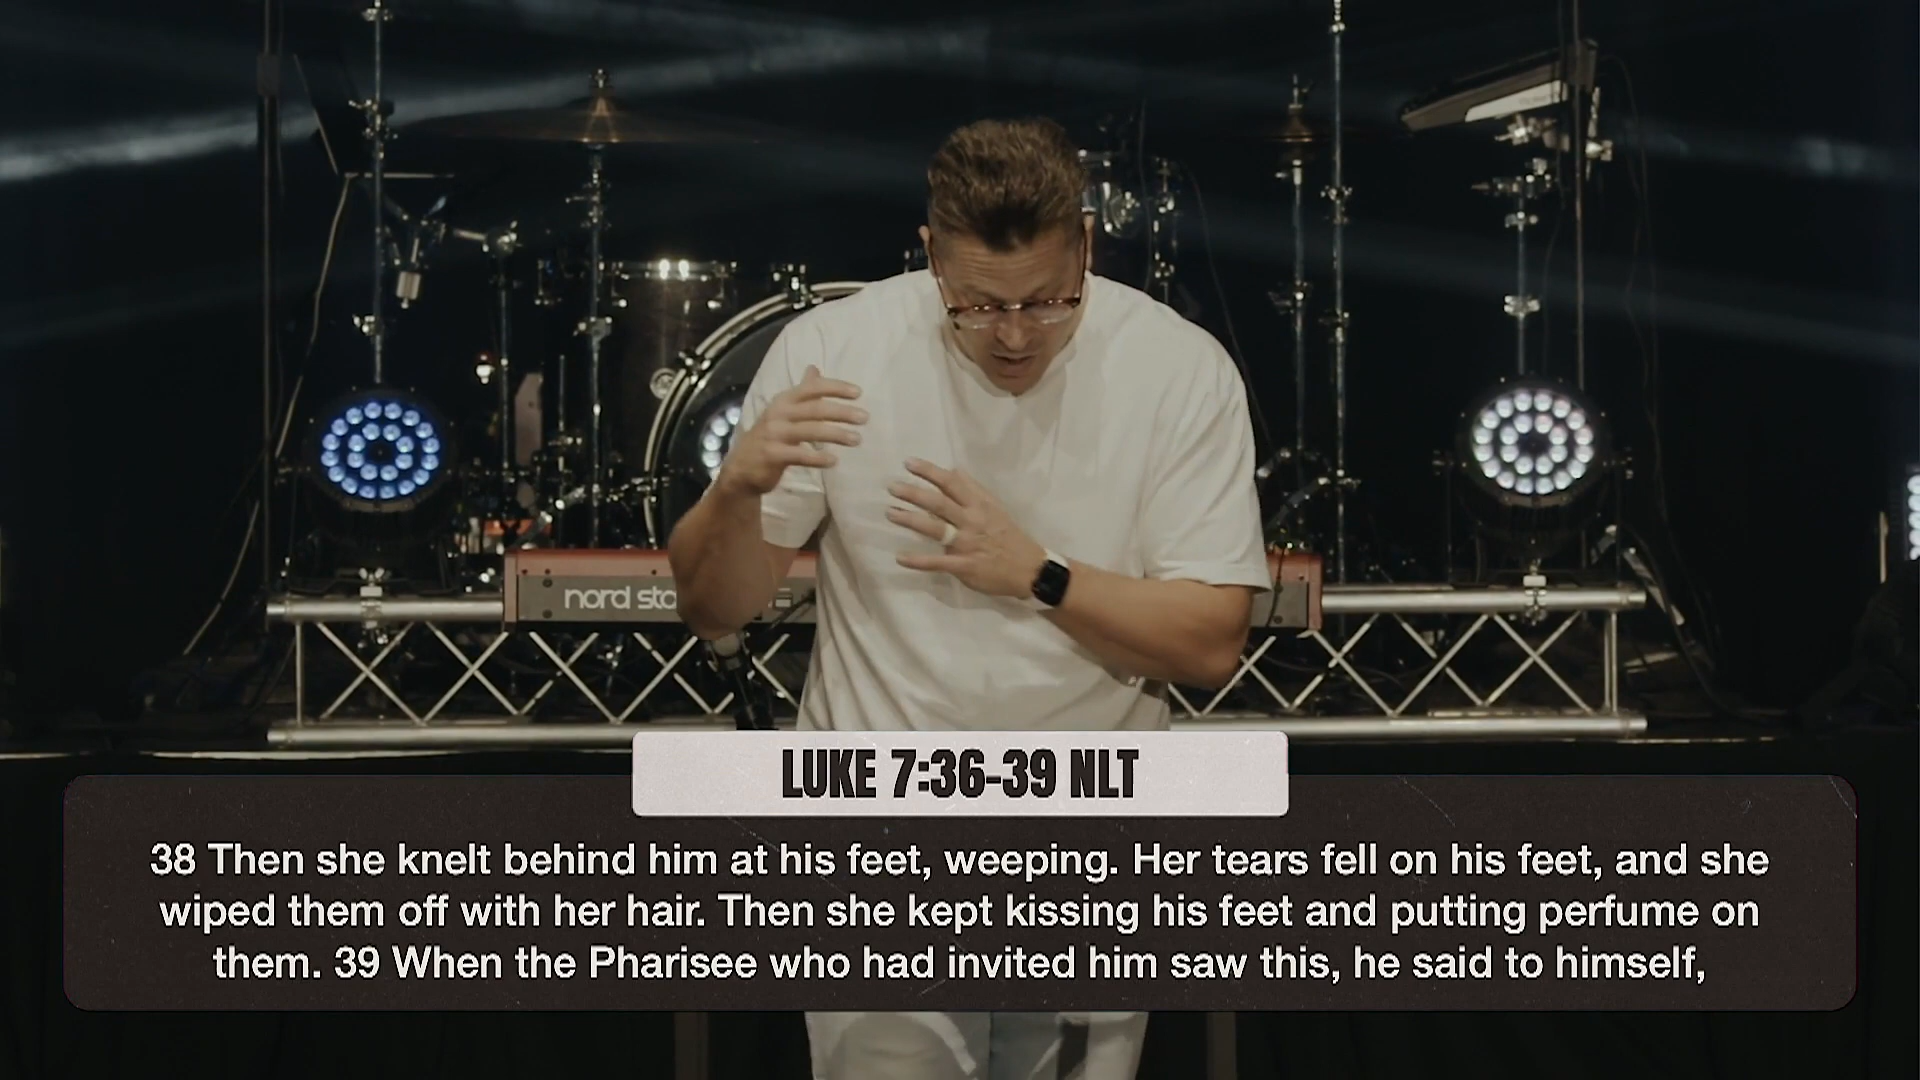 nord sta
LUKE 7:36-39 NLT
38 Then she knelt behind him at his feet, weeping. Her tears fell on his feet, and she
wiped them off with her hair. Then she kept kissing his feet and putting perfume on
them. 39 When the Pharisee who had invited him saw this, he said to himself,